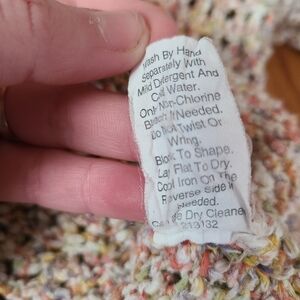 Wash By Hand
Separately With
Mild Detergent And
Cold Water.
Only Non-Chlorine
Bleach If Needed.
Do Not Twist Or
Wring.
Block To Shape.
Lay Flat To Dry.
Cool Iron On The
Reverse Side If
Needed.
Dry Cleane